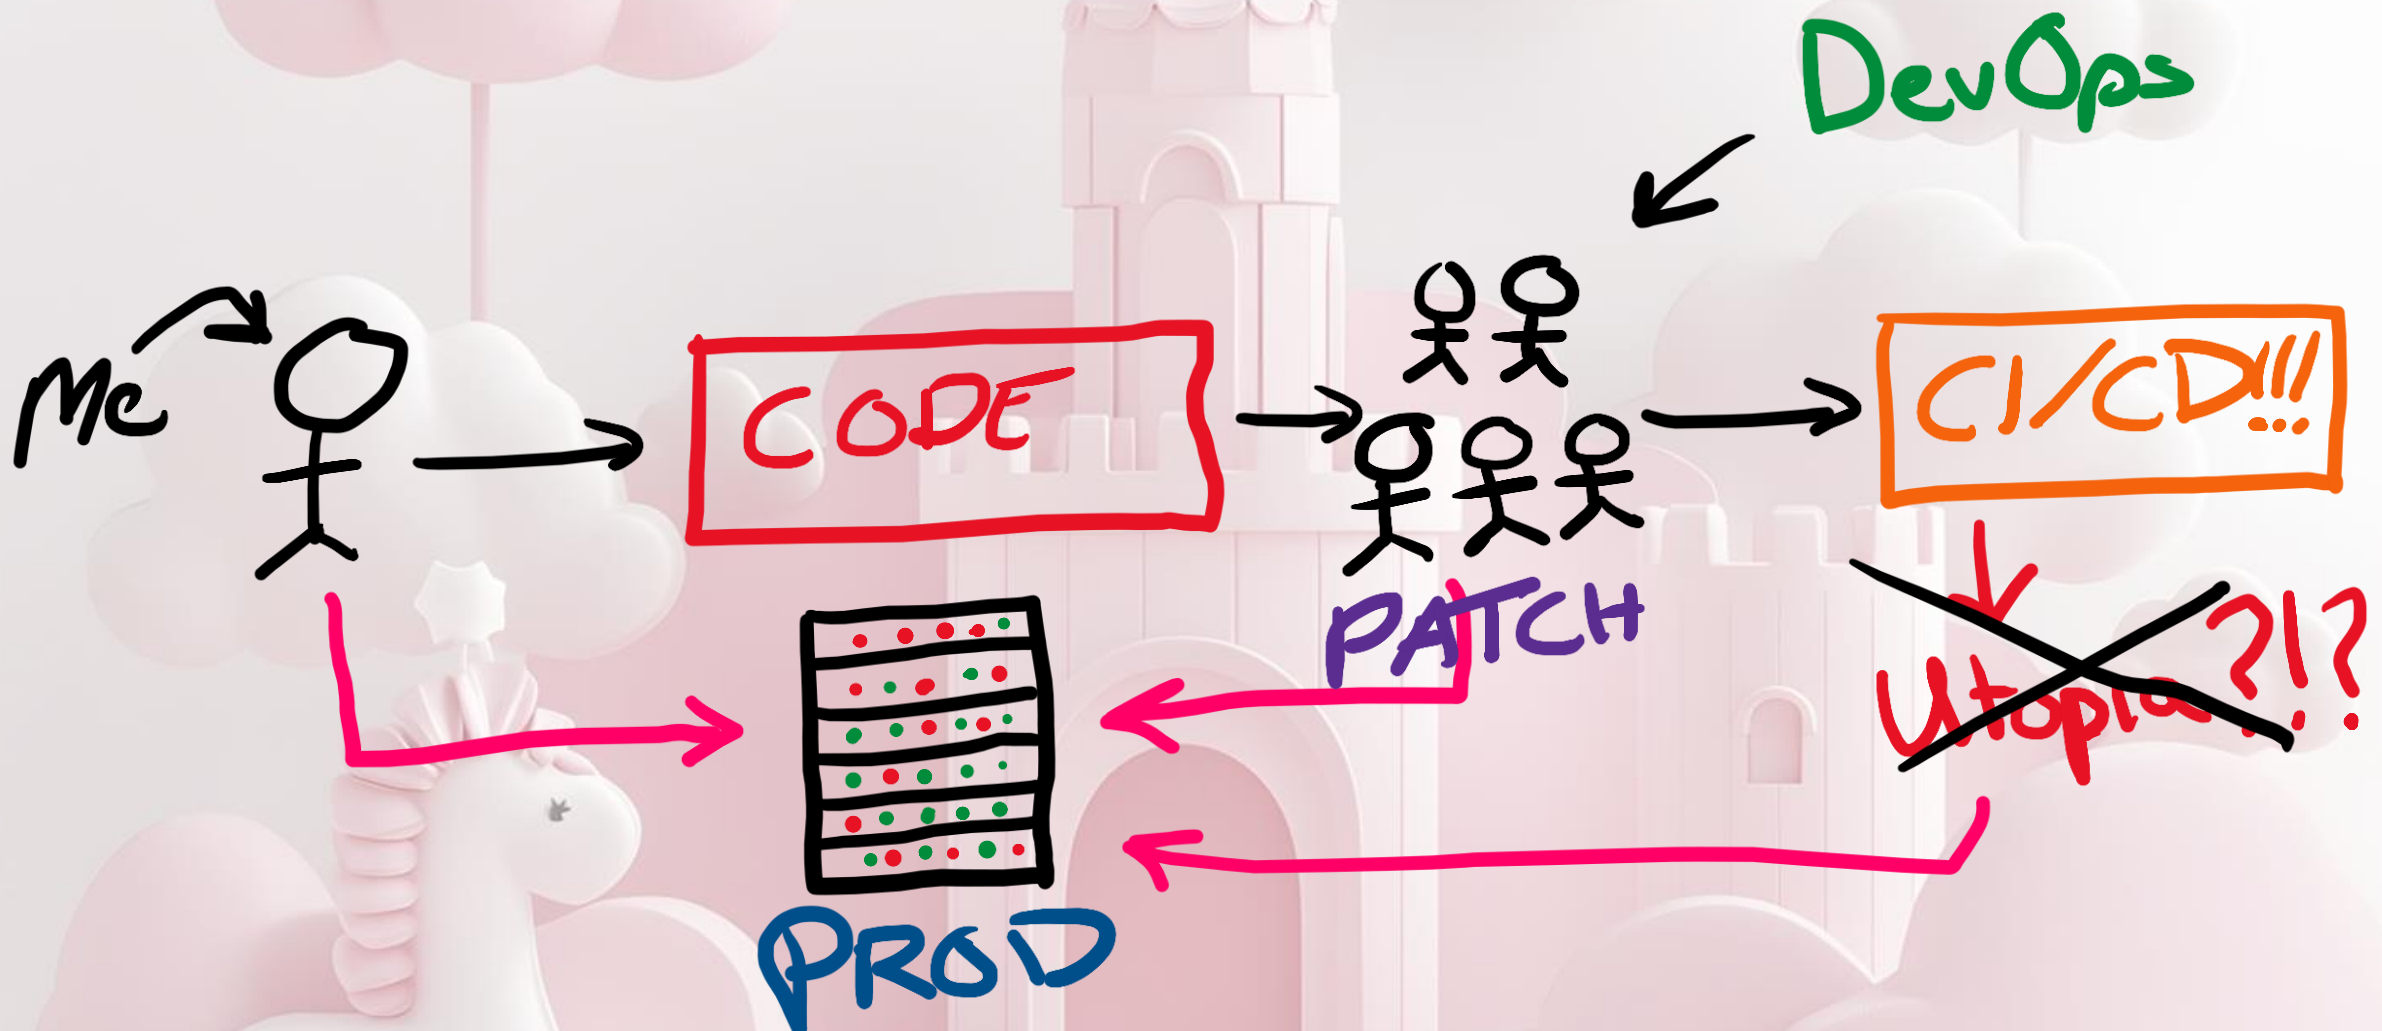 DevOps
Me
CODE
CI/CD!!!
PATCH
Utopia?!?
PROD